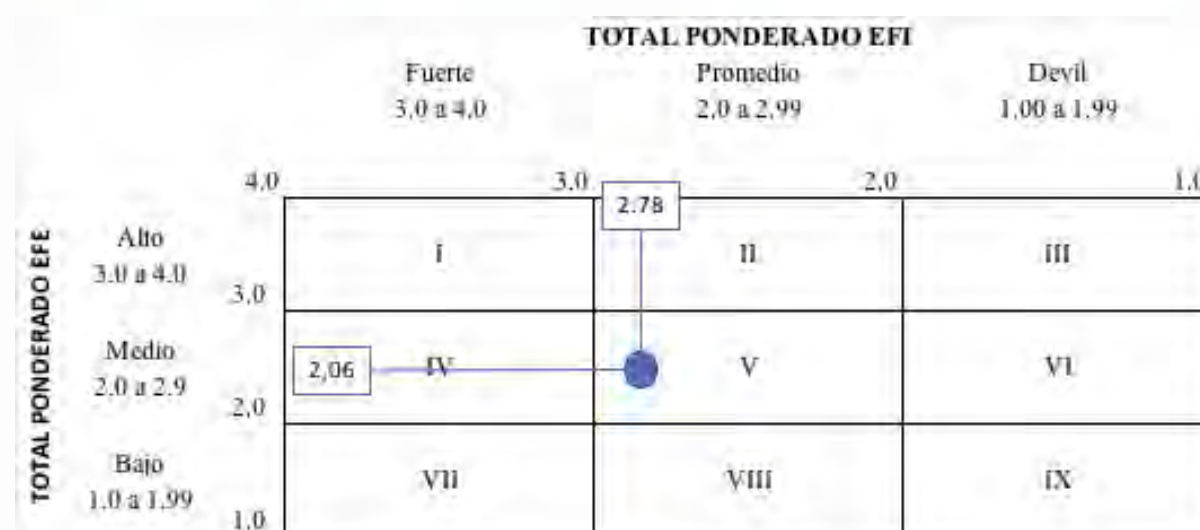 TOTAL PONDERADO EFI
Fuerte
Promedio
Devil
3.0 a 4.0
2.0 a 2.99
1.00 a 1.99
4.0
3.0
2.0
1.0
2.78
TOTAL PONDERADO EFE
Alto
3.0 a 4.0
I
II
III
3.0
Medio
2.0 a 2.9
2,06
IV
V
VI
2.0
Bajo
1.0 a 1.99
VII
VIII
IX
1.0